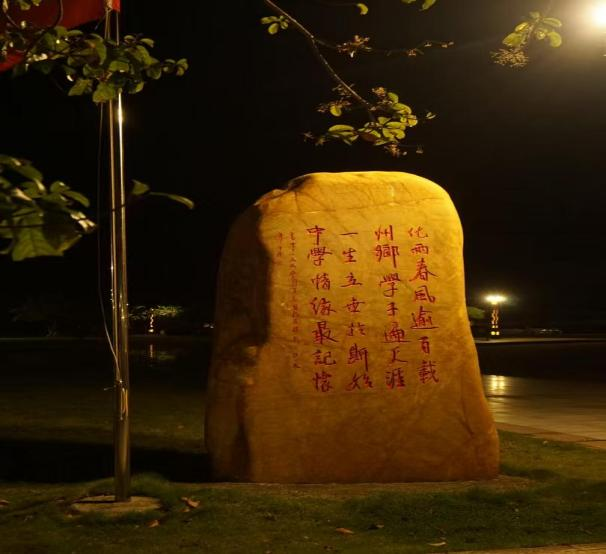 化雨春風逾百載
州鄉學子遍天涯
一生立世於斯始
中學情緣最記懷